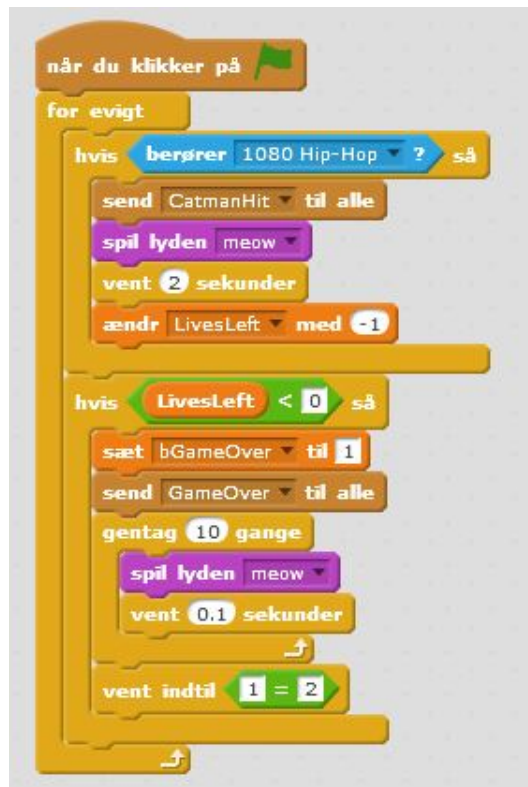 når du klikker på
for evigt
hvis berører 1080 Hip-Hop ? så
send CatmanHit til alle
spil lyden meow
vent 2 sekunder
ændr LivesLeft med -1
hvis LivesLeft < 0 så
sæt bGameOver til 1
send GameOver til alle
gentag 10 gange
spil lyden meow
vent 0.1 sekunder
vent indtil 1 = 2